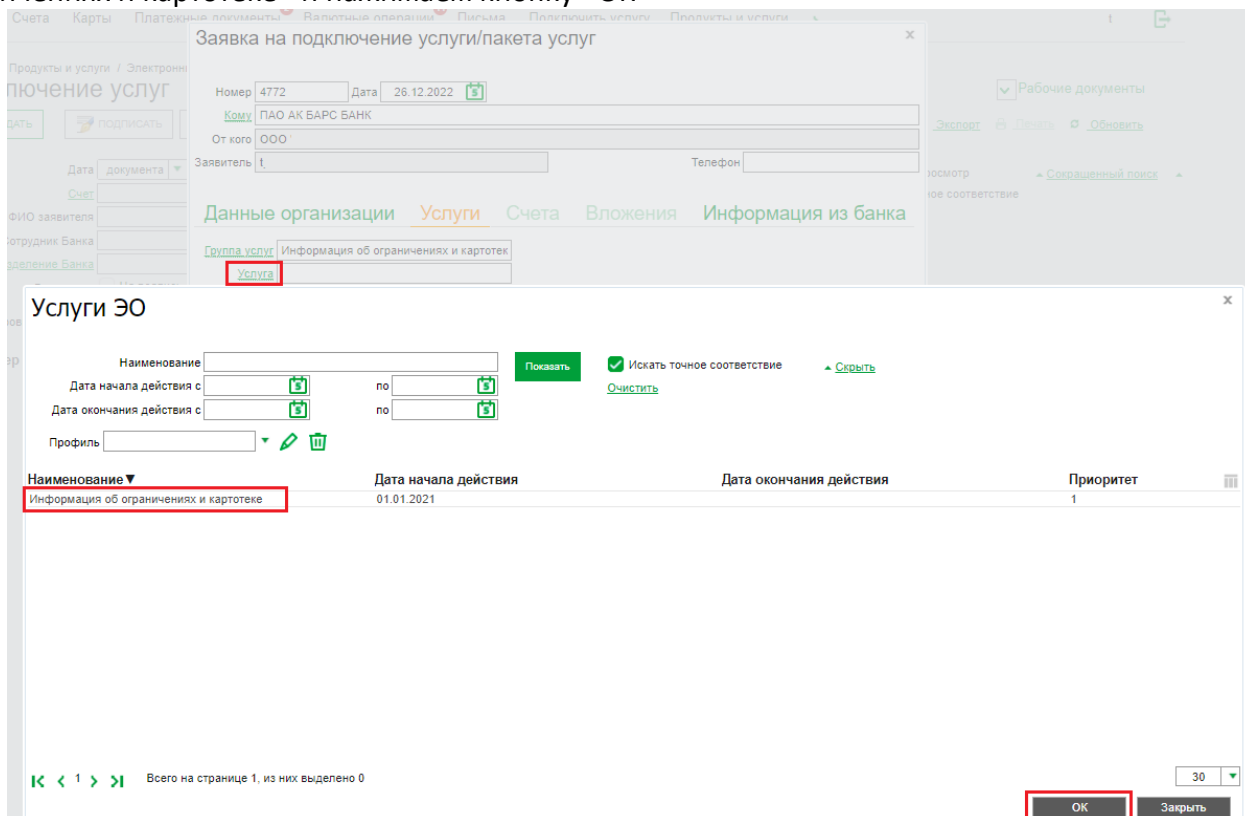 Счета Карты Платежные документы Валютные операции Письма Подключить услугу Продукты и услуги
Заявка на подключение услуги/пакета услуг x
Продукты и услуги /
услуг
Номер 4772 Дата 26.12.2022
Рабочие документы
Кому ПАО АК БАРС БАНК
ПОДПИСАТЬ
От кого ООО
Экспорт Печать Обновить
Заявитель t Телефон
Дата документа
Сокращенный поиск
Счет
соответствие
ФИО заявителя
Данные организации Услуги Счета Вложения Информация из банка
Сотрудник Банка
Группа услуг Информация об ограничениях и картотек
Банка
Услуга
Услуги ЭО x
Наименование Показать Искать точное соответствие Скрыть
Дата начала действия с по Очистить
Дата окончания действия с по
Профиль
Наименование▼ Дата начала действия Дата окончания действия Приоритет
Информация об ограничениях и картотеке 01.01.2021 1
1 Всего на странице 1, из них выделено 0 30
ОК Закрыть